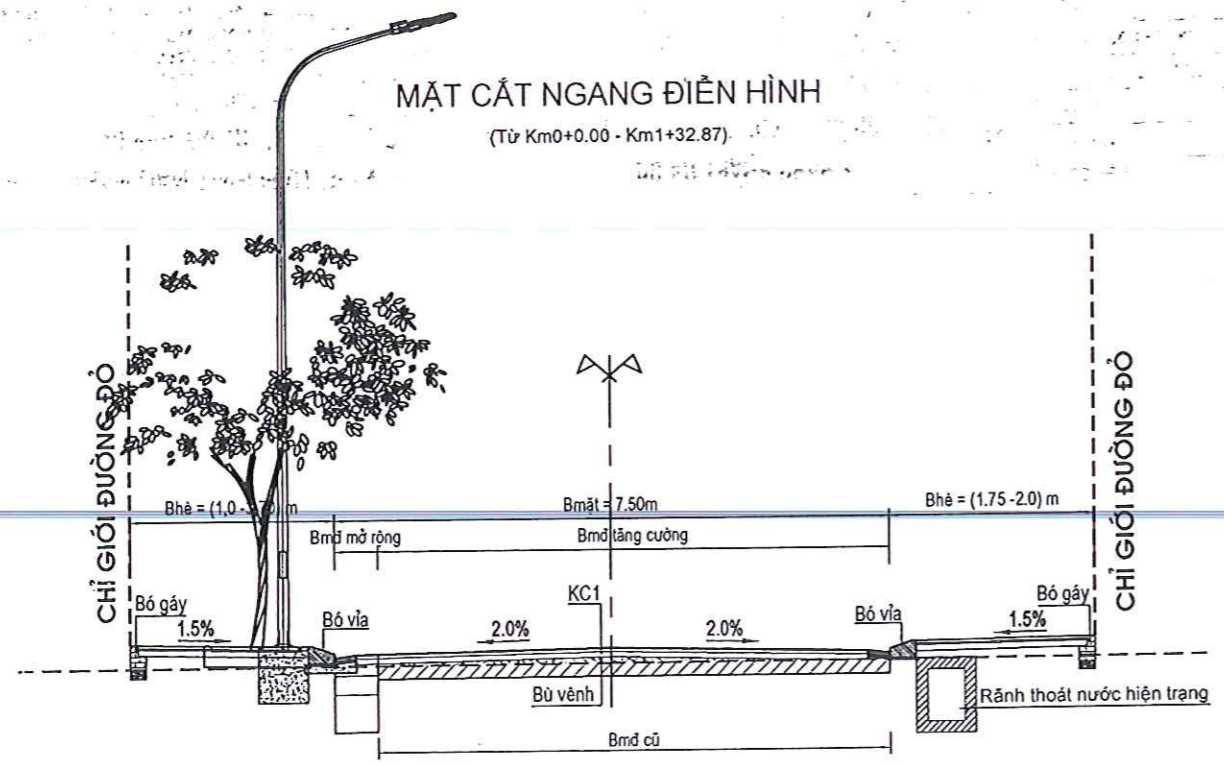 MẶT CẮT NGANG ĐIỂN HÌNH
(Từ Km0+0.00 - Km1+32.87)
CHỈ GIỚI ĐƯỜNG ĐỎ
CHỈ GIỚI ĐƯỜNG ĐỎ
Bhè = (1,0 - m
Bmặt = 7.50m
Bhè = (1.75 -2.0) m
Bmđ mở rộng
Bmđ tăng cường
Bó gáy
1.5%
Bó vỉa
2.0%
KC1
2.0%
Bó vỉa
1.5%
Bó gáy
Bù vênh
Rãnh thoát nước hiện trạng
Bmđ cũ